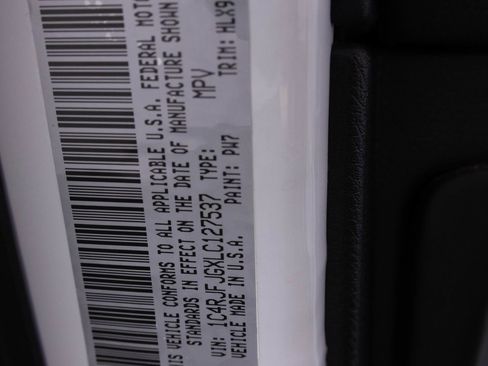 IS VEHICLE CONFORMS TO ALL APPLICABLE U.S.A. FEDERAL MOTO
STANDARDS IN EFFECT ON THE DATE OF MANUFACTURE SHOWN
VIN: 1C4RJFJGXLC127537 TYPE: MPV
VEHICLE MADE IN U.S.A. PAINT: PW7 TRIM: HLX9